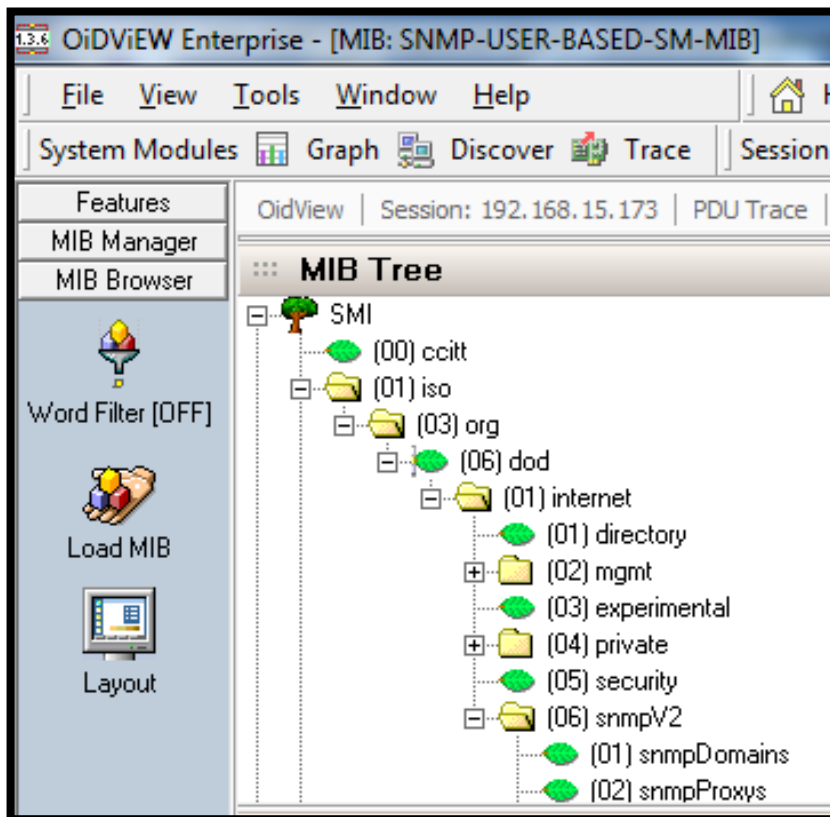 1.3.6 OiDViEW Enterprise - [MIB: SNMP-USER-BASED-SM-MIB]
File View Tools Window Help
System Modules Graph Discover Trace Session
Features
MIB Manager
MIB Browser
Word Filter [OFF]
Load MIB
Layout
OidView | Session: 192.168.15.173 | PDU Trace |
MIB Tree
SMI
(00) ccitt
(01) iso
(03) org
(06) dod
(01) internet
(01) directory
(02) mgmt
(03) experimental
(04) private
(05) security
(06) snmpV2
(01) snmpDomains
(02) snmpProxys